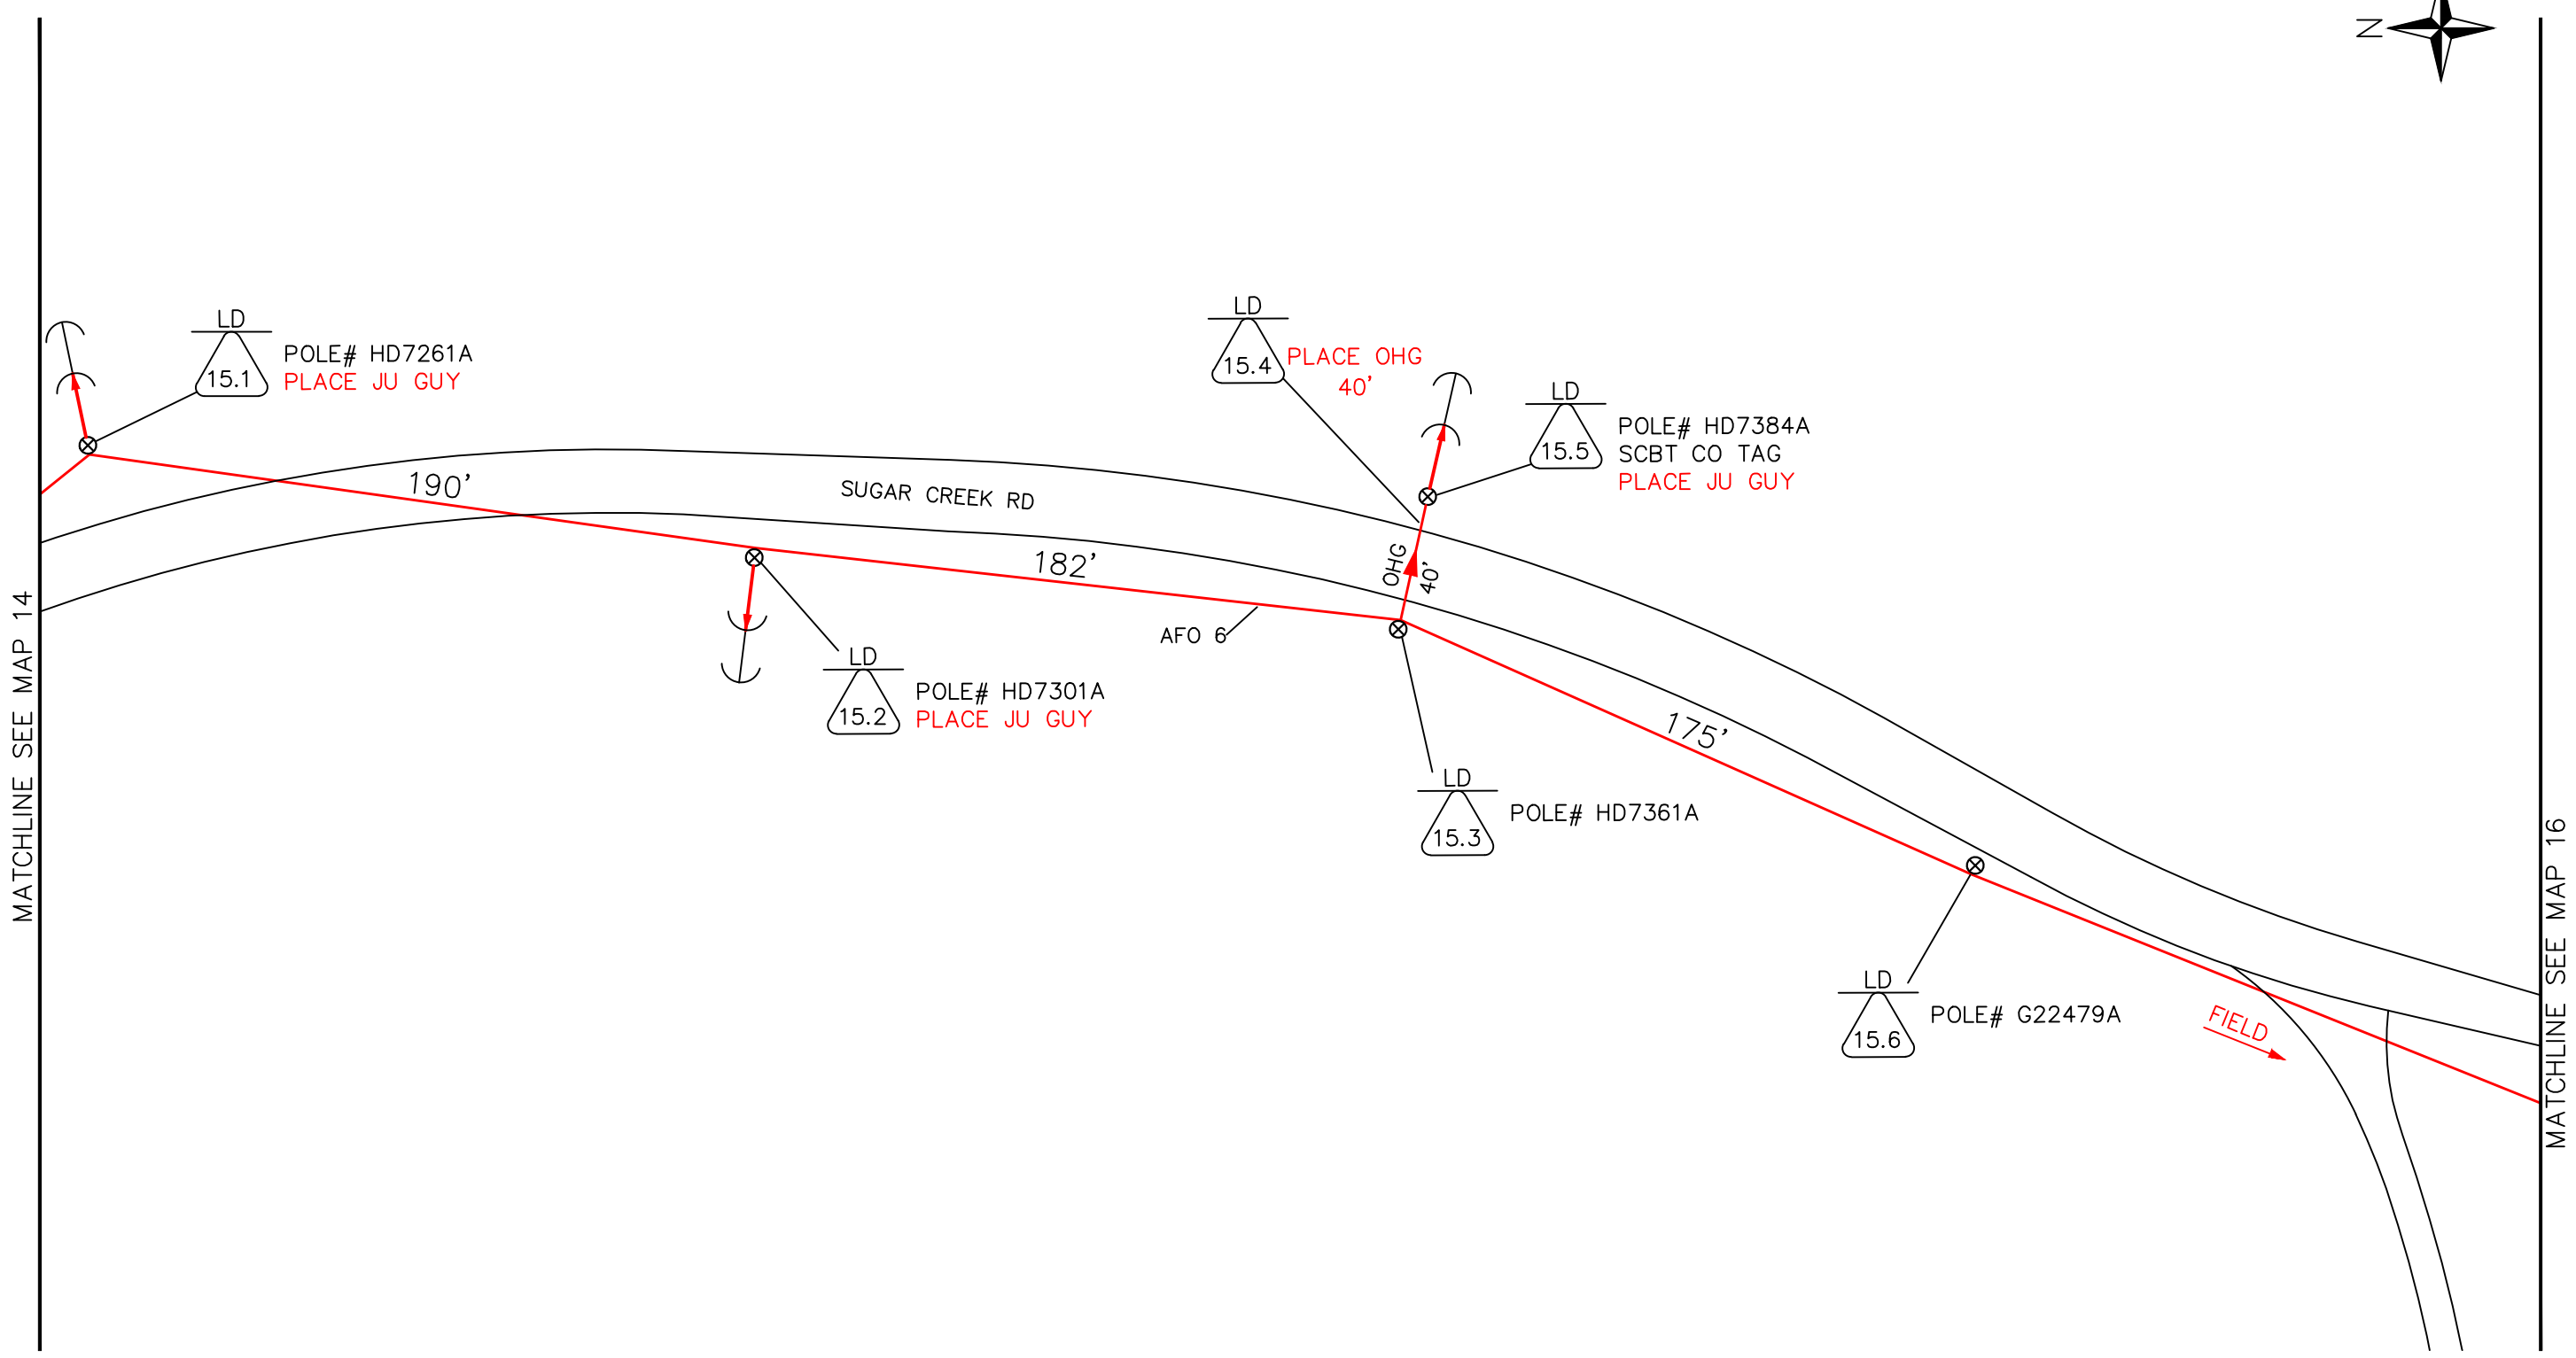 N
LD
15.1
POLE# HD7261A
PLACE JU GUY
LD
15.4
PLACE OHG
40'
LD
15.5
POLE# HD7384A
SCBT CO TAG
PLACE JU GUY
190'
SUGAR CREEK RD
182'
OHG
40'
AFO 6
LD
15.2
POLE# HD7301A
PLACE JU GUY
175'
LD
15.3
POLE# HD7361A
LD
15.6
POLE# G22479A
FIELD
MATCHLINE SEE MAP 14
MATCHLINE SEE MAP 16